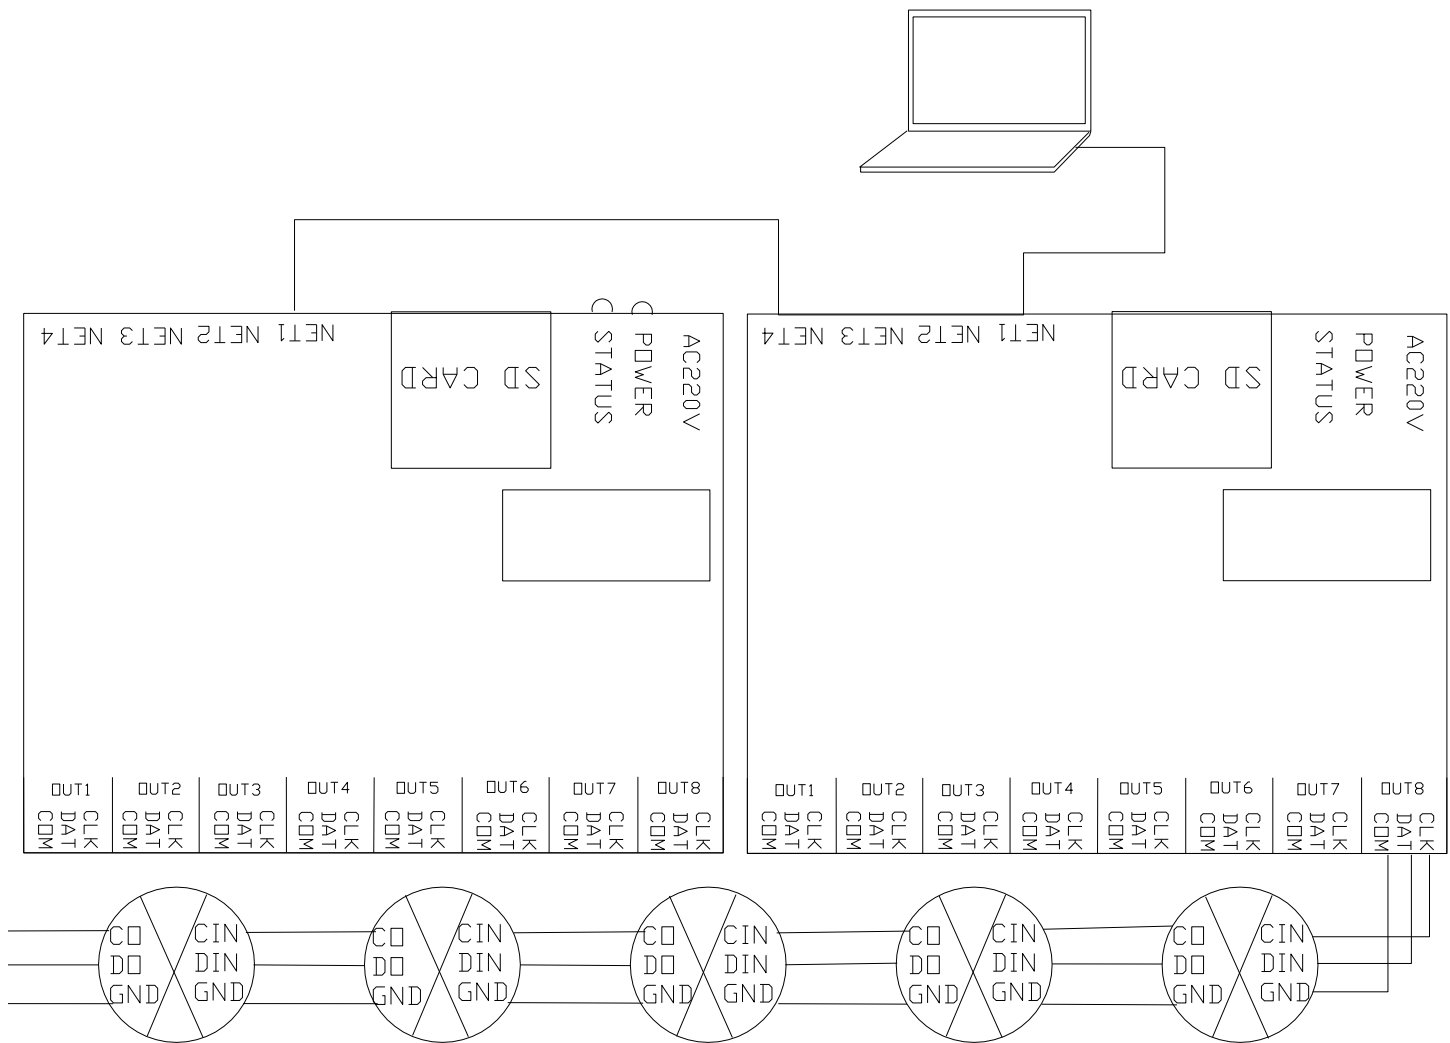 NET4 NET3 NET2 NET1
SD CARD
STATUS
POWER
AC220V
NET4 NET3 NET2 NET1
SD CARD
STATUS
POWER
AC220V
OUT1 OUT2 OUT3 OUT4 OUT5 OUT6 OUT7 OUT8
COM DAT CLK COM DAT CLK COM DAT CLK COM DAT CLK COM DAT CLK COM DAT CLK COM DAT CLK COM DAT CLK
OUT1 OUT2 OUT3 OUT4 OUT5 OUT6 OUT7 OUT8
COM DAT CLK COM DAT CLK COM DAT CLK COM DAT CLK COM DAT CLK COM DAT CLK COM DAT CLK COM DAT CLK
CO CIN CO CIN CO CIN CO CIN CO CIN
DO DIN DO DIN DO DIN DO DIN DO DIN
GND GND GND GND GND GND GND GND GND GND